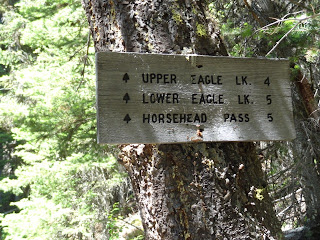 ↑ UPPER EAGLE LK. 4
↑ LOWER EAGLE LK. 5
↑ HORSEHEAD PASS 5